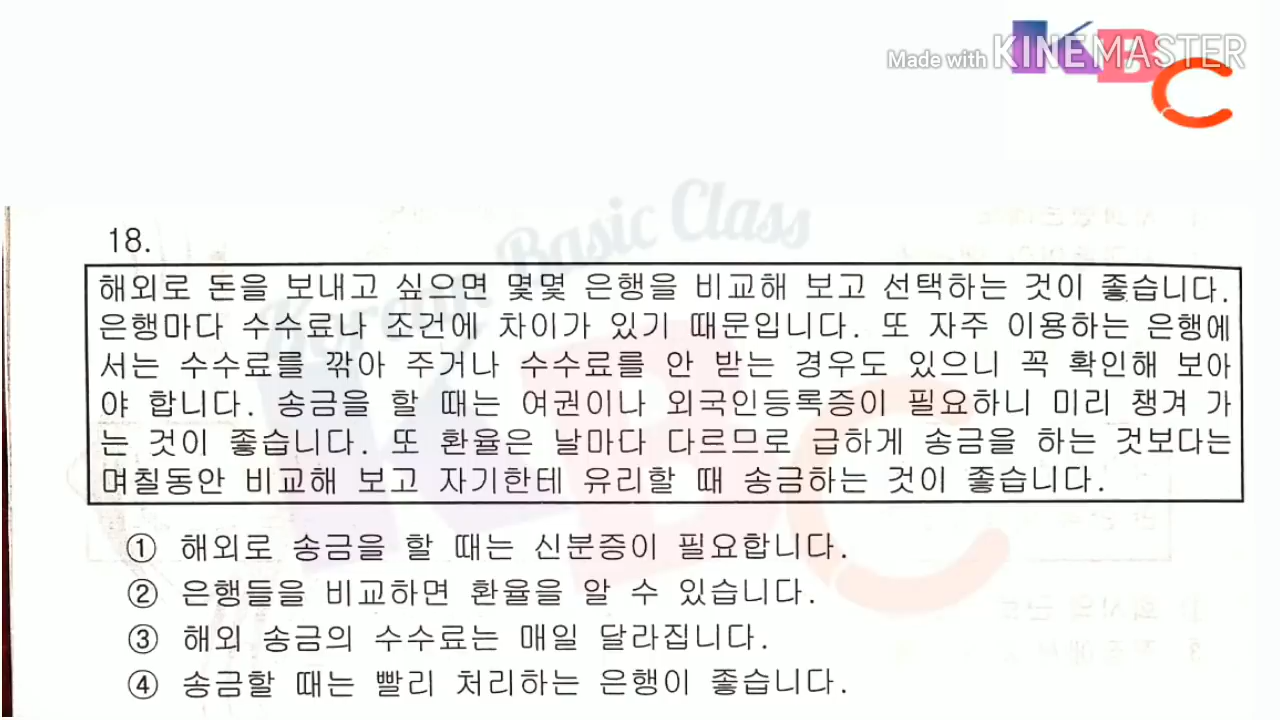 Made with KINEMASTER
KBC
Korean Basic Class
KBC
18.
해외로 돈을 보내고 싶으면 몇몇 은행을 비교해 보고 선택하는 것이 좋습니다.
은행마다 수수료나 조건에 차이가 있기 때문입니다. 또 자주 이용하는 은행에
서는 수수료를 깎아 주거나 수수료를 안 받는 경우도 있으니 꼭 확인해 보아
야 합니다. 송금을 할 때는 여권이나 외국인등록증이 필요하니 미리 챙겨 가
는 것이 좋습니다. 또 환율은 날마다 다르므로 급하게 송금을 하는 것보다는
며칠동안 비교해 보고 자기한테 유리할 때 송금하는 것이 좋습니다.
① 해외로 송금을 할 때는 신분증이 필요합니다.
② 은행들을 비교하면 환율을 알 수 있습니다.
③ 해외 송금의 수수료는 매일 달라집니다.
④ 송금할 때는 빨리 처리하는 은행이 좋습니다.